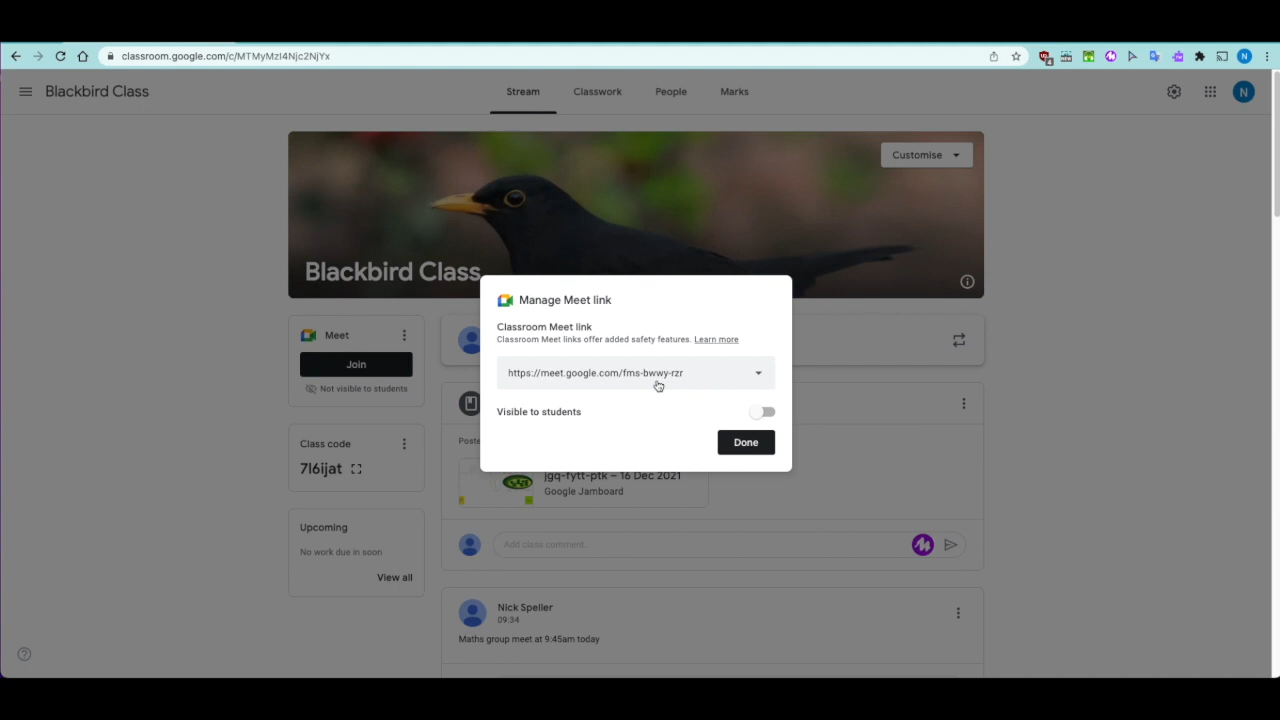 classroom.google.com/c/MTMyMzI4Njc2NjYx
N
Blackbird Class
Stream
Classwork
People
Marks
N
Customise
Blackbird Class
Manage Meet link
Classroom Meet link
Classroom Meet links offer added safety features. Learn more
https://meet.google.com/fms-bwwy-rzr
Visible to students
Done
Meet
Join
Not visible to students
Class code
7l6ijat
Upcoming
No work due in soon
View all
Poste
jgq-fytt-ptk – 16 Dec 2021
Google Jamboard
Add class comment...
Nick Speller
09:34
Maths group meet at 9:45am today